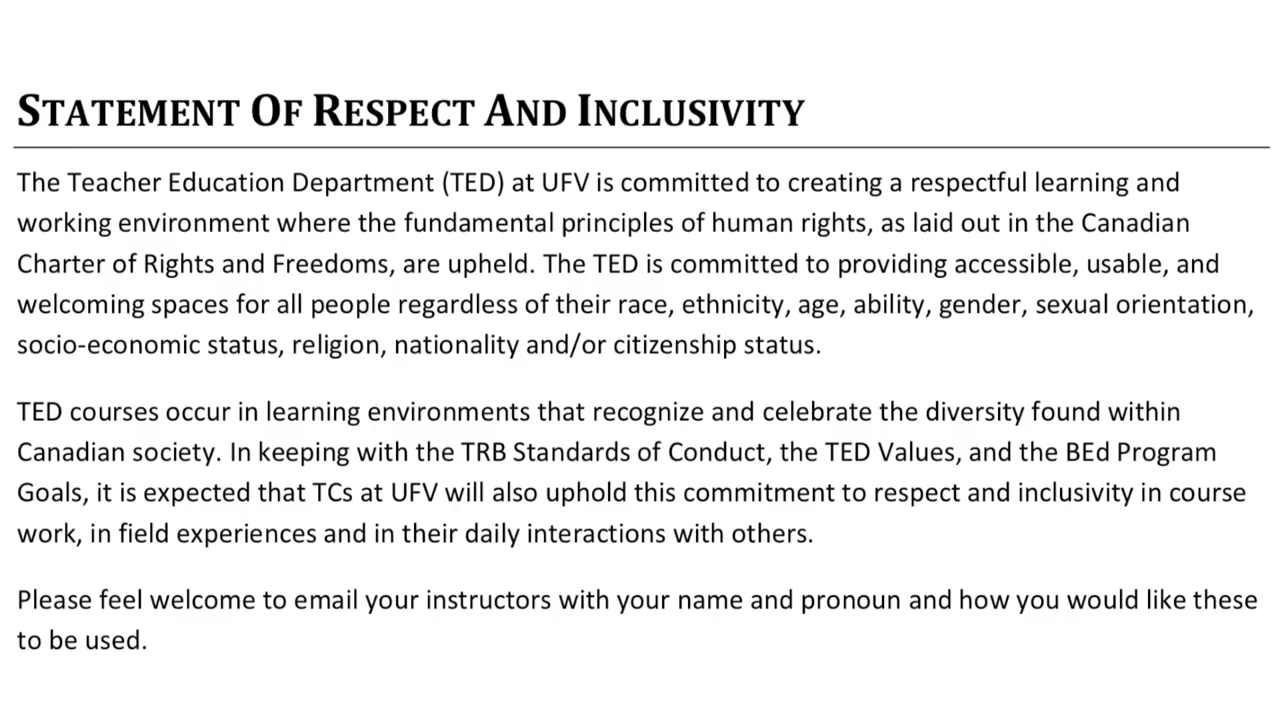 STATEMENT OF RESPECT AND INCLUSIVITY
The Teacher Education Department (TED) at UFV is committed to creating a respectful learning and
working environment where the fundamental principles of human rights, as laid out in the Canadian
Charter of Rights and Freedoms, are upheld. The TED is committed to providing accessible, usable, and
welcoming spaces for all people regardless of their race, ethnicity, age, ability, gender, sexual orientation,
socio-economic status, religion, nationality and/or citizenship status.
TED courses occur in learning environments that recognize and celebrate the diversity found within
Canadian society. In keeping with the TRB Standards of Conduct, the TED Values, and the BEd Program
Goals, it is expected that TCs at UFV will also uphold this commitment to respect and inclusivity in course
work, in field experiences and in their daily interactions with others.
Please feel welcome to email your instructors with your name and pronoun and how you would like these
to be used.